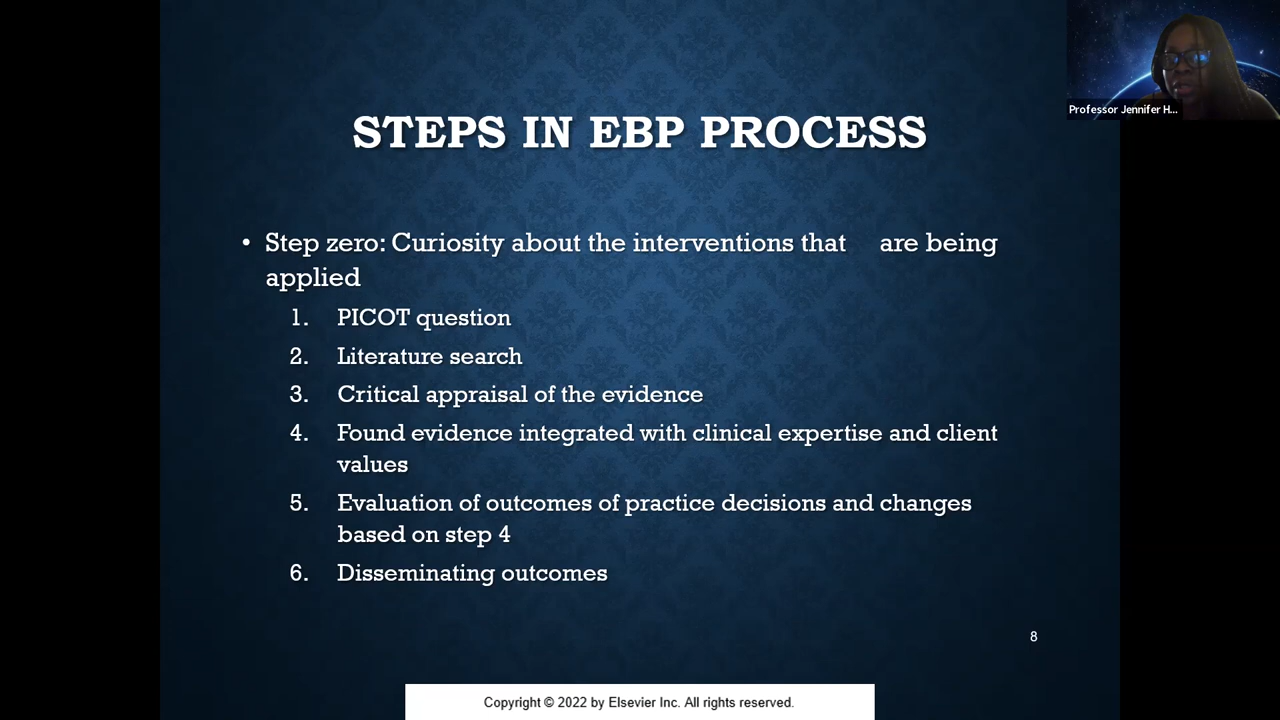 Professor Jennifer H...
STEPS IN EBP PROCESS
• Step zero: Curiosity about the interventions that are being
applied
1. PICOT question
2. Literature search
3. Critical appraisal of the evidence
4. Found evidence integrated with clinical expertise and client
values
5. Evaluation of outcomes of practice decisions and changes
based on step 4
6. Disseminating outcomes
8
Copyright © 2022 by Elsevier Inc. All rights reserved.